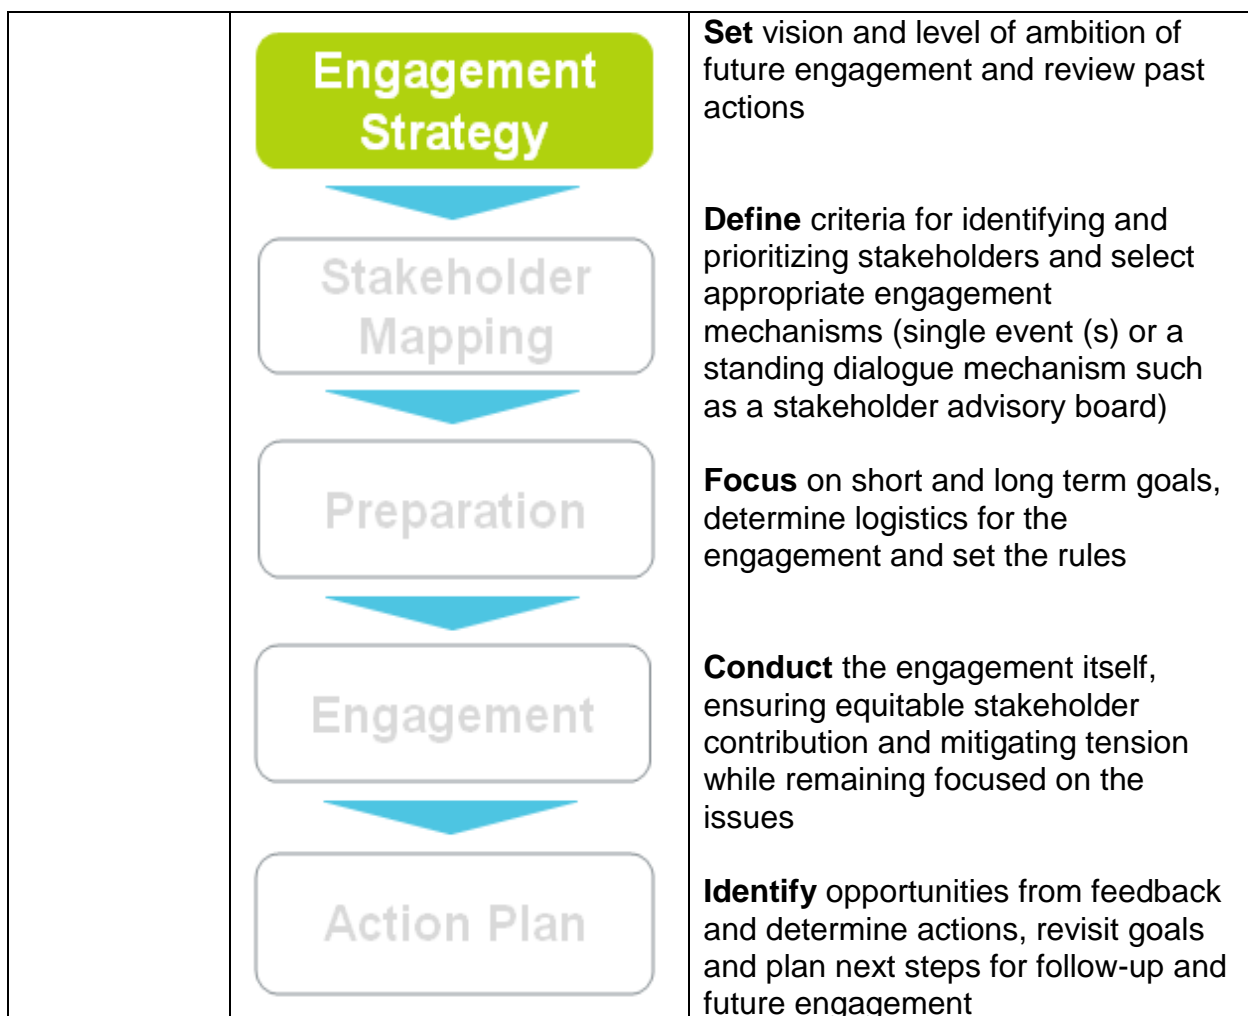 Engagement
Strategy
Set vision and level of ambition of
future engagement and review past
actions
Stakeholder
Mapping
Define criteria for identifying and
prioritizing stakeholders and select
appropriate engagement
mechanisms (single event (s) or a
standing dialogue mechanism such
as a stakeholder advisory board)
Preparation
Focus on short and long term goals,
determine logistics for the
engagement and set the rules
Engagement
Conduct the engagement itself,
ensuring equitable stakeholder
contribution and mitigating tension
while remaining focused on the
issues
Action Plan
Identify opportunities from feedback
and determine actions, revisit goals
and plan next steps for follow-up and
future engagement